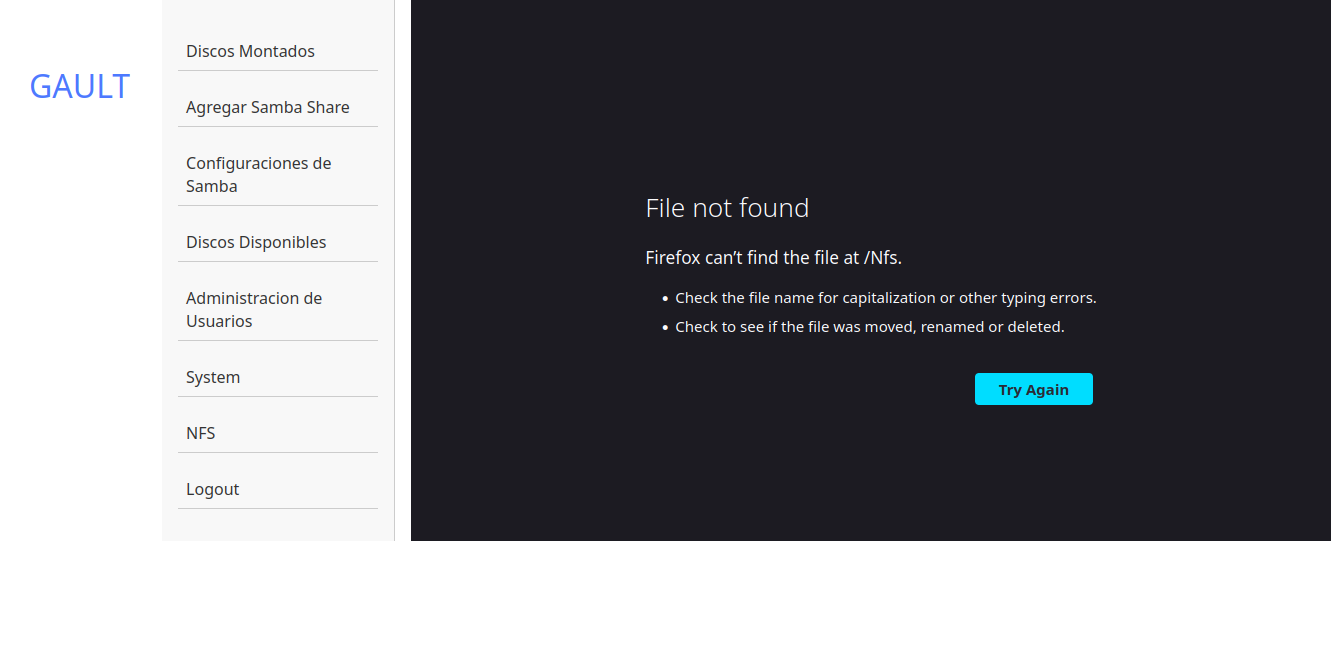 GAULT
Discos Montados
Agregar Samba Share
Configuraciones de
Samba
Discos Disponibles
Administracion de
Usuarios
System
NFS
Logout
File not found
Firefox can’t find the file at /Nfs.
• Check the file name for capitalization or other typing errors.
• Check to see if the file was moved, renamed or deleted.
Try Again